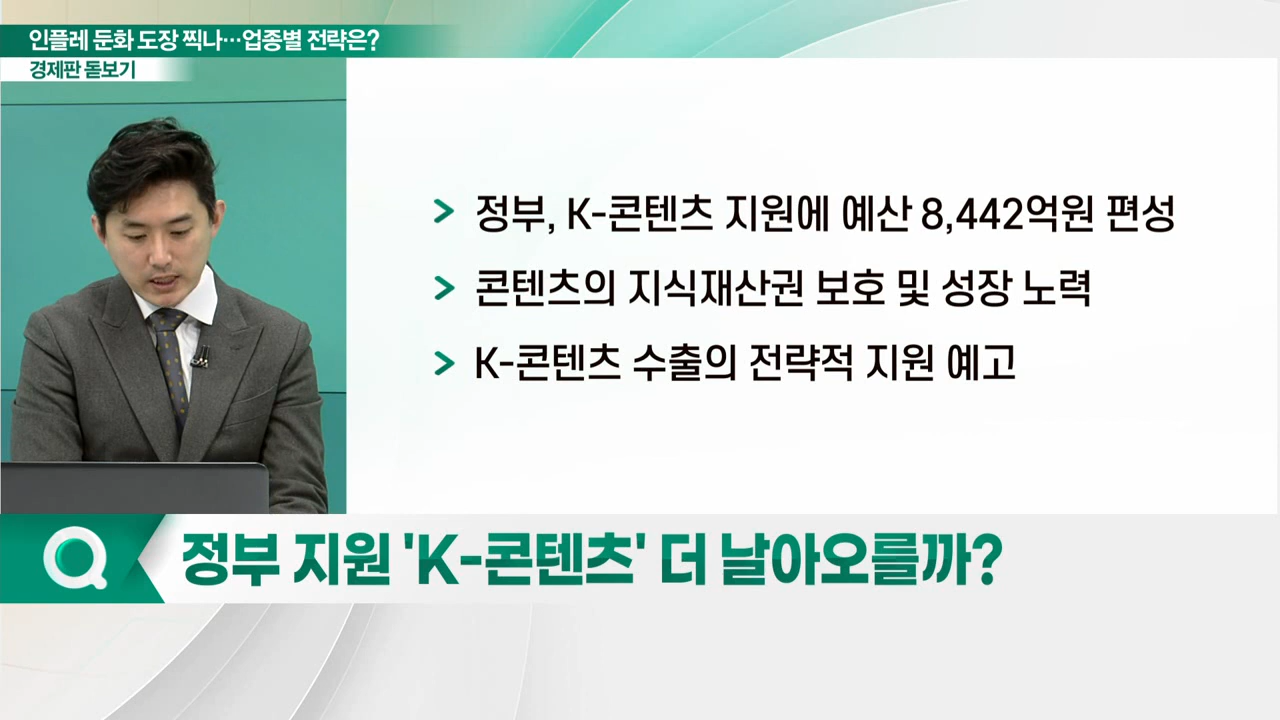 인플레 둔화 도장 찍나…업종별 전략은?
경제판 돋보기
> 정부, K-콘텐츠 지원에 예산 8,442억원 편성
> 콘텐츠의 지식재산권 보호 및 성장 노력
> K-콘텐츠 수출의 전략적 지원 예고
정부 지원 'K-콘텐츠' 더 날아오를까?